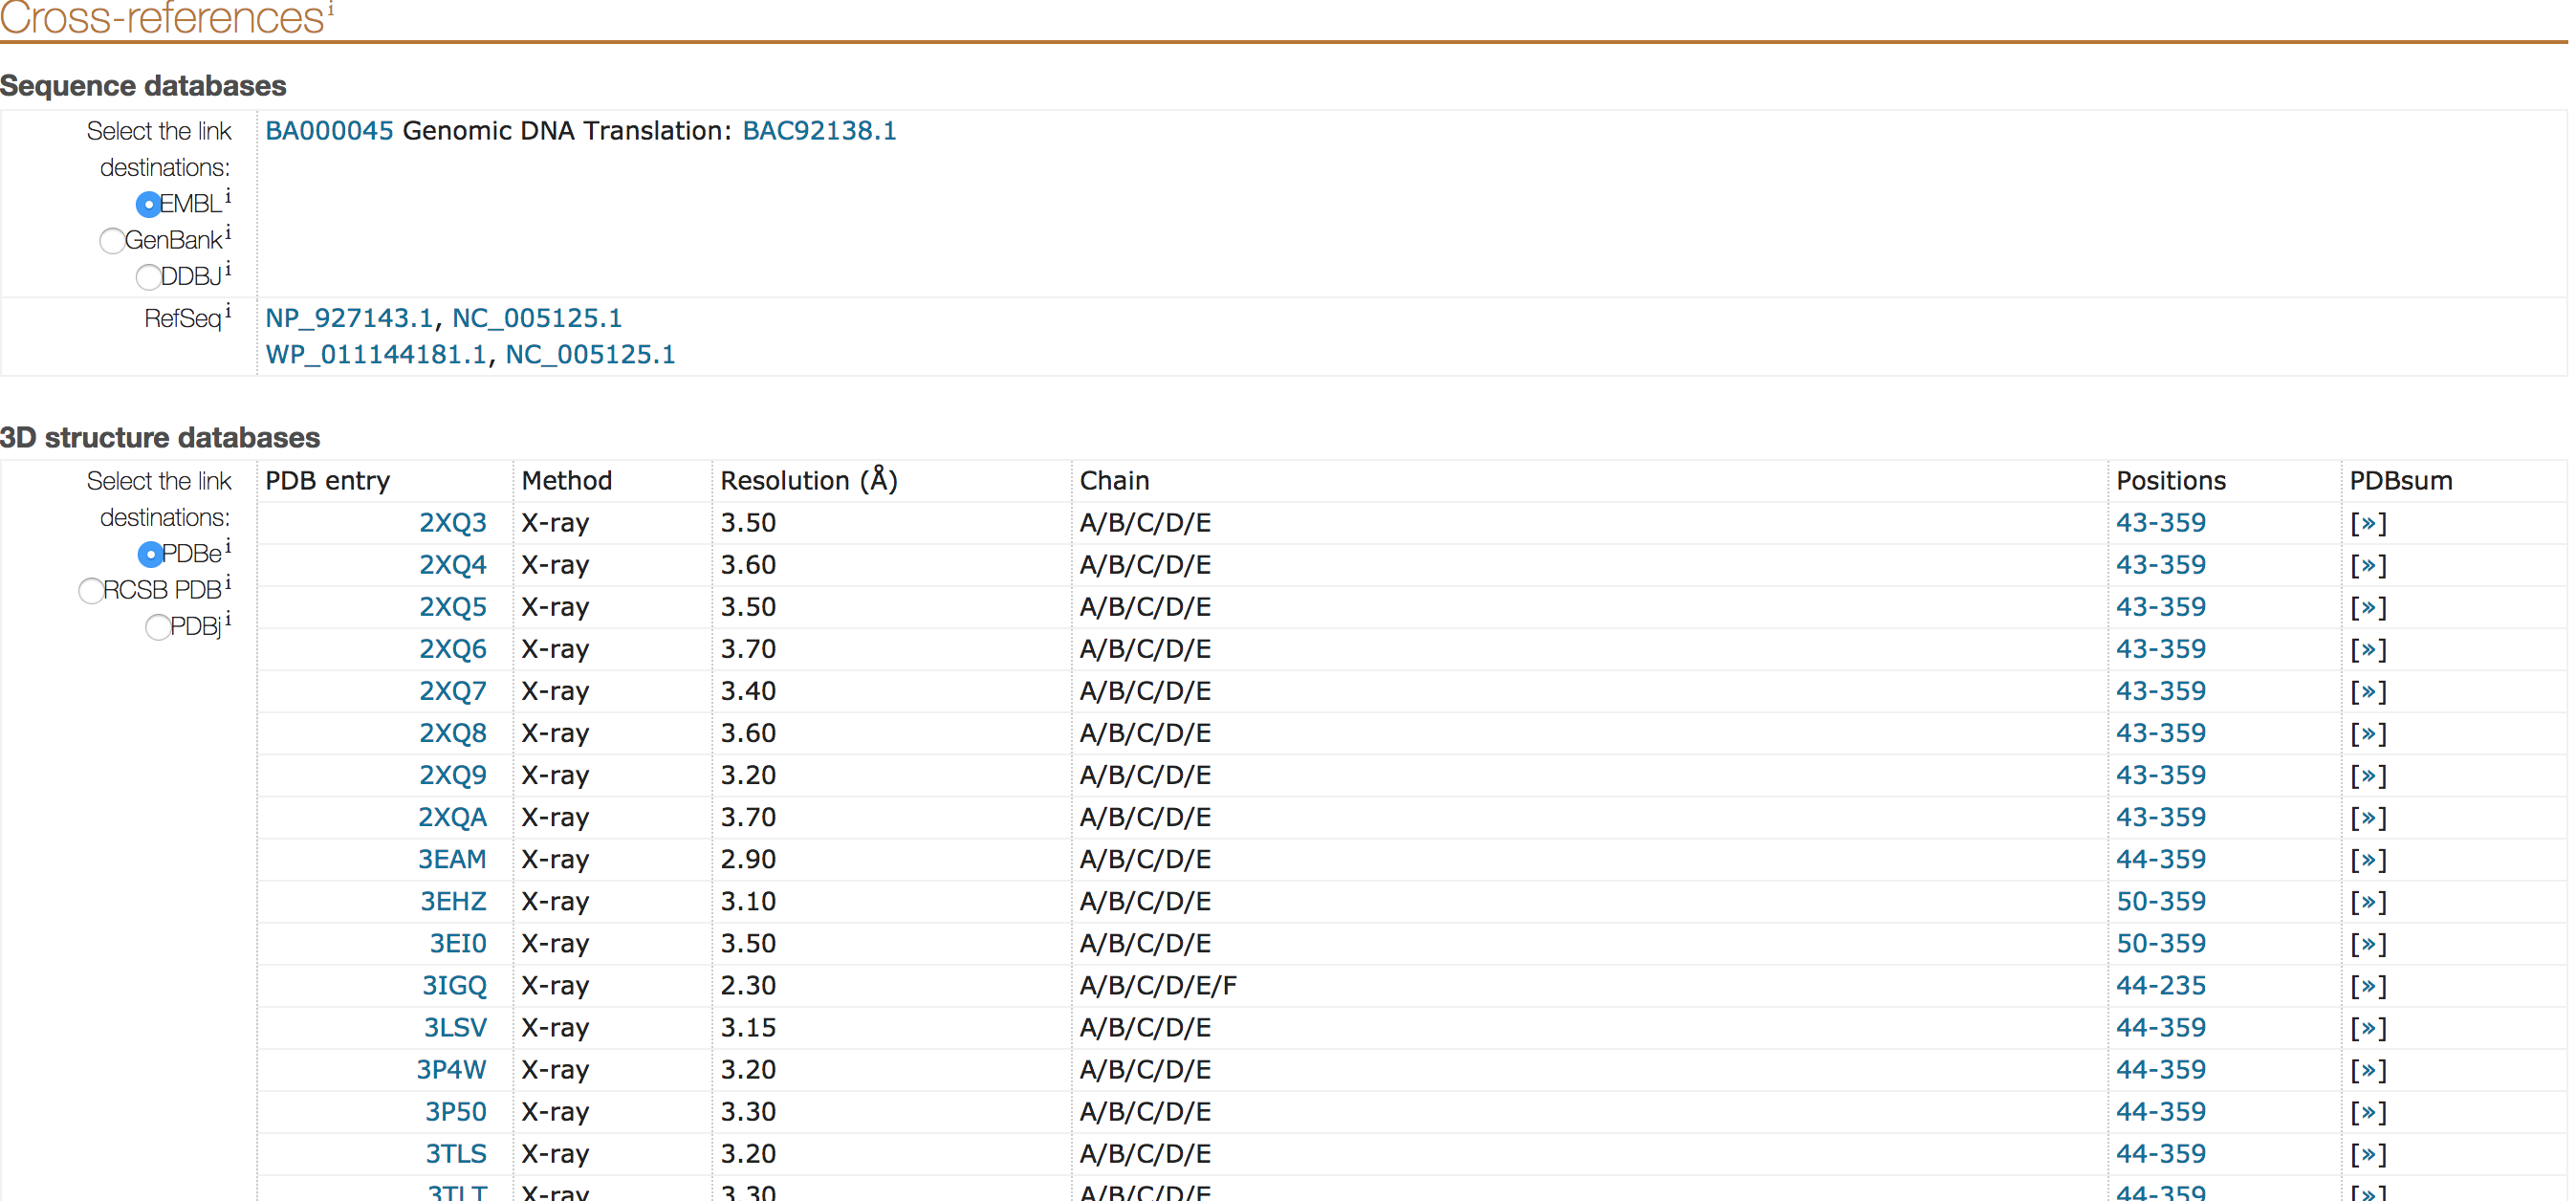 Cross-references i
Sequence databases
Select the link destinations:
EMBL i
GenBank i
DDBJ i
BA000045 Genomic DNA Translation: BAC92138.1
RefSeq i
NP_927143.1, NC_005125.1
WP_011144181.1, NC_005125.1
3D structure databases
Select the link destinations:
PDBe i
RCSB PDB i
PDBj i
PDB entry Method Resolution (Å) Chain Positions PDBsum
2XQ3 X-ray 3.50 A/B/C/D/E 43-359 [»]
2XQ4 X-ray 3.60 A/B/C/D/E 43-359 [»]
2XQ5 X-ray 3.50 A/B/C/D/E 43-359 [»]
2XQ6 X-ray 3.70 A/B/C/D/E 43-359 [»]
2XQ7 X-ray 3.40 A/B/C/D/E 43-359 [»]
2XQ8 X-ray 3.60 A/B/C/D/E 43-359 [»]
2XQ9 X-ray 3.20 A/B/C/D/E 43-359 [»]
2XQA X-ray 3.70 A/B/C/D/E 43-359 [»]
3EAM X-ray 2.90 A/B/C/D/E 44-359 [»]
3EHZ X-ray 3.10 A/B/C/D/E 50-359 [»]
3EI0 X-ray 3.50 A/B/C/D/E 50-359 [»]
3IGQ X-ray 2.30 A/B/C/D/E/F 44-235 [»]
3LSV X-ray 3.15 A/B/C/D/E 44-359 [»]
3P4W X-ray 3.20 A/B/C/D/E 44-359 [»]
3P50 X-ray 3.30 A/B/C/D/E 44-359 [»]
3TLS X-ray 3.20 A/B/C/D/E 44-359 [»]
3TLT X-ray 3.30 A/B/C/D/E 44-359 [»]